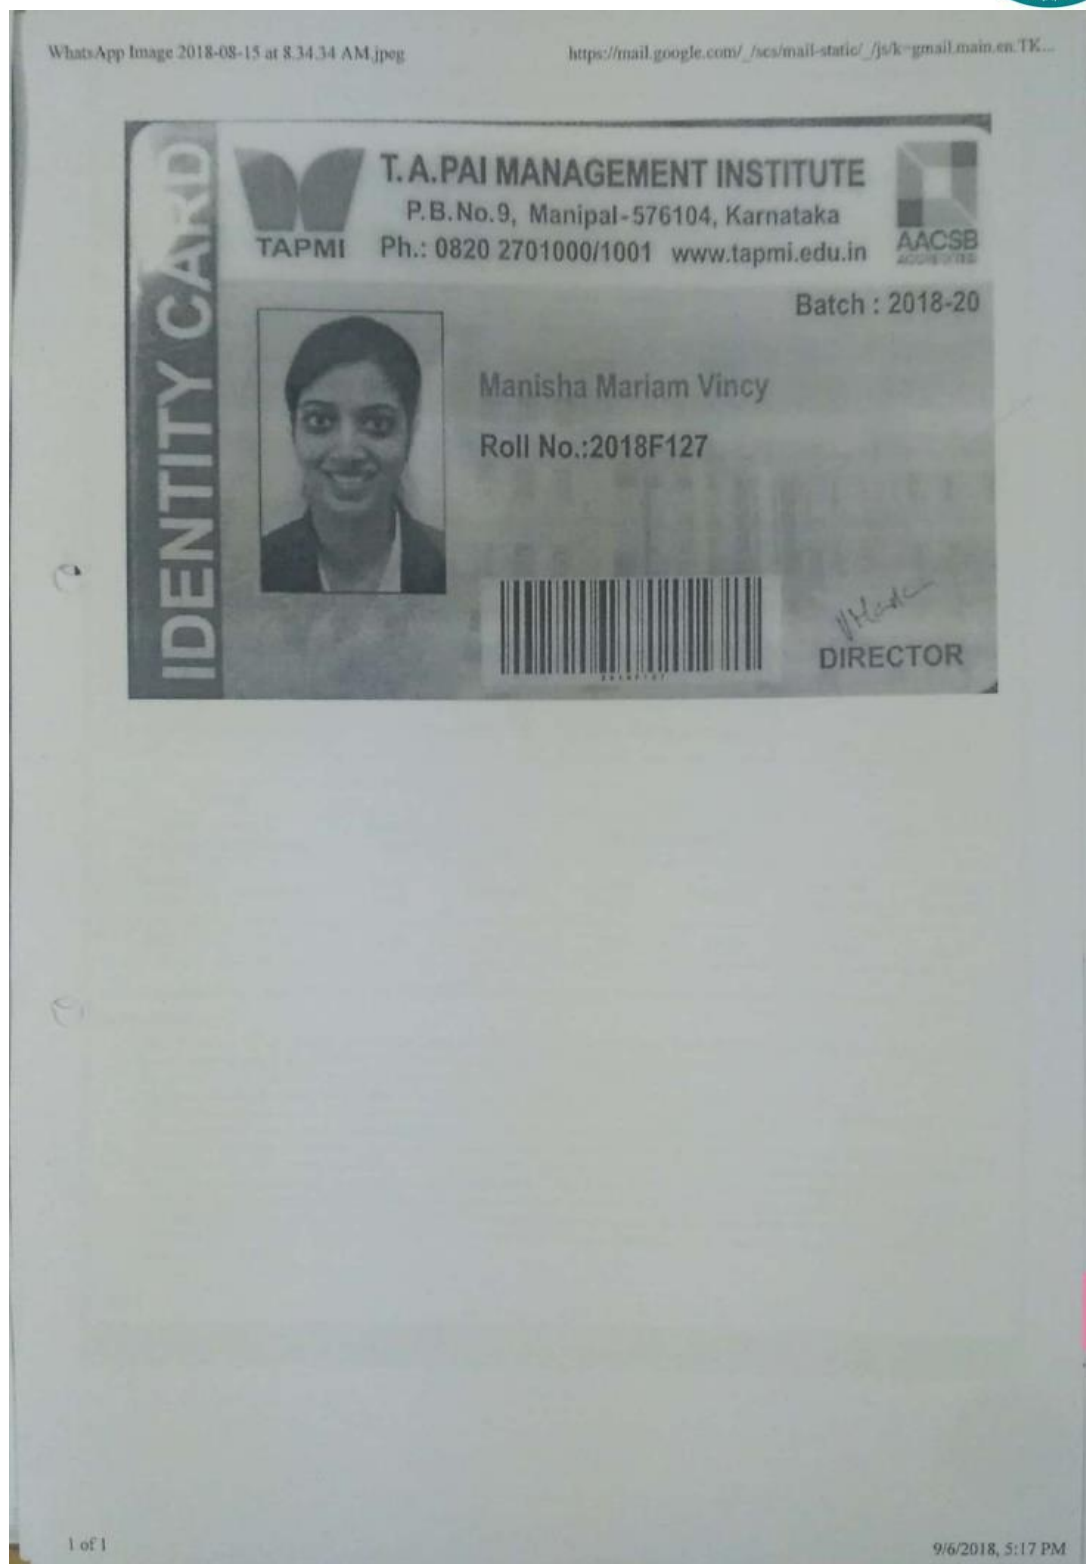 WhatsApp Image 2018-08-15 at 8.34.34 AM.jpeg
https://mail.google.com/_/scs/mail-static/_/js/k=gmail.main.en.TK...
IDENTITY CARD
TAPMI
T. A. PAI MANAGEMENT INSTITUTE
P.B.No.9, Manipal-576104, Karnataka
Ph.: 0820 2701000/1001 www.tapmi.edu.in
AACSB
ACCREDITED
Batch : 2018-20
Manisha Mariam Vincy
Roll No.:2018F127
DIRECTOR
1 of 1
9/6/2018, 5:17 PM